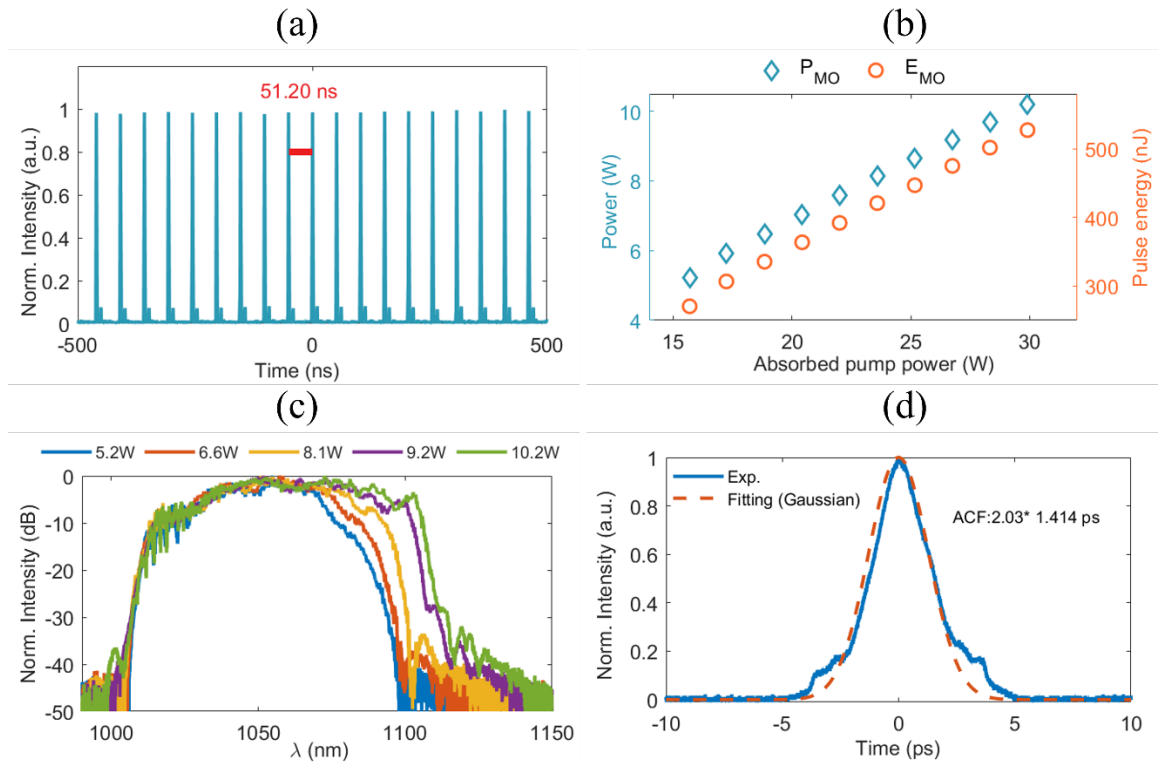 (a)
51.20 ns
Norm. Intensity (a.u.)
1
0.8
0.6
0.4
0.2
0
-500
0
500
Time (ns)
(b)
P_MO E_MO
Power (W)
10
8
6
4
500
400
300
Pulse energy (nJ)
15
20
25
30
Absorbed pump power (W)
(c)
5.2W 6.6W 8.1W 9.2W 10.2W
Norm. Intensity (dB)
0
-10
-20
-30
-40
-50
1000
1050
1100
1150
λ (nm)
(d)
Exp.
Fitting (Gaussian)
ACF:2.03* 1.414 ps
Norm. Intensity (a.u.)
1
0.8
0.6
0.4
0.2
0
-10
-5
0
5
10
Time (ps)